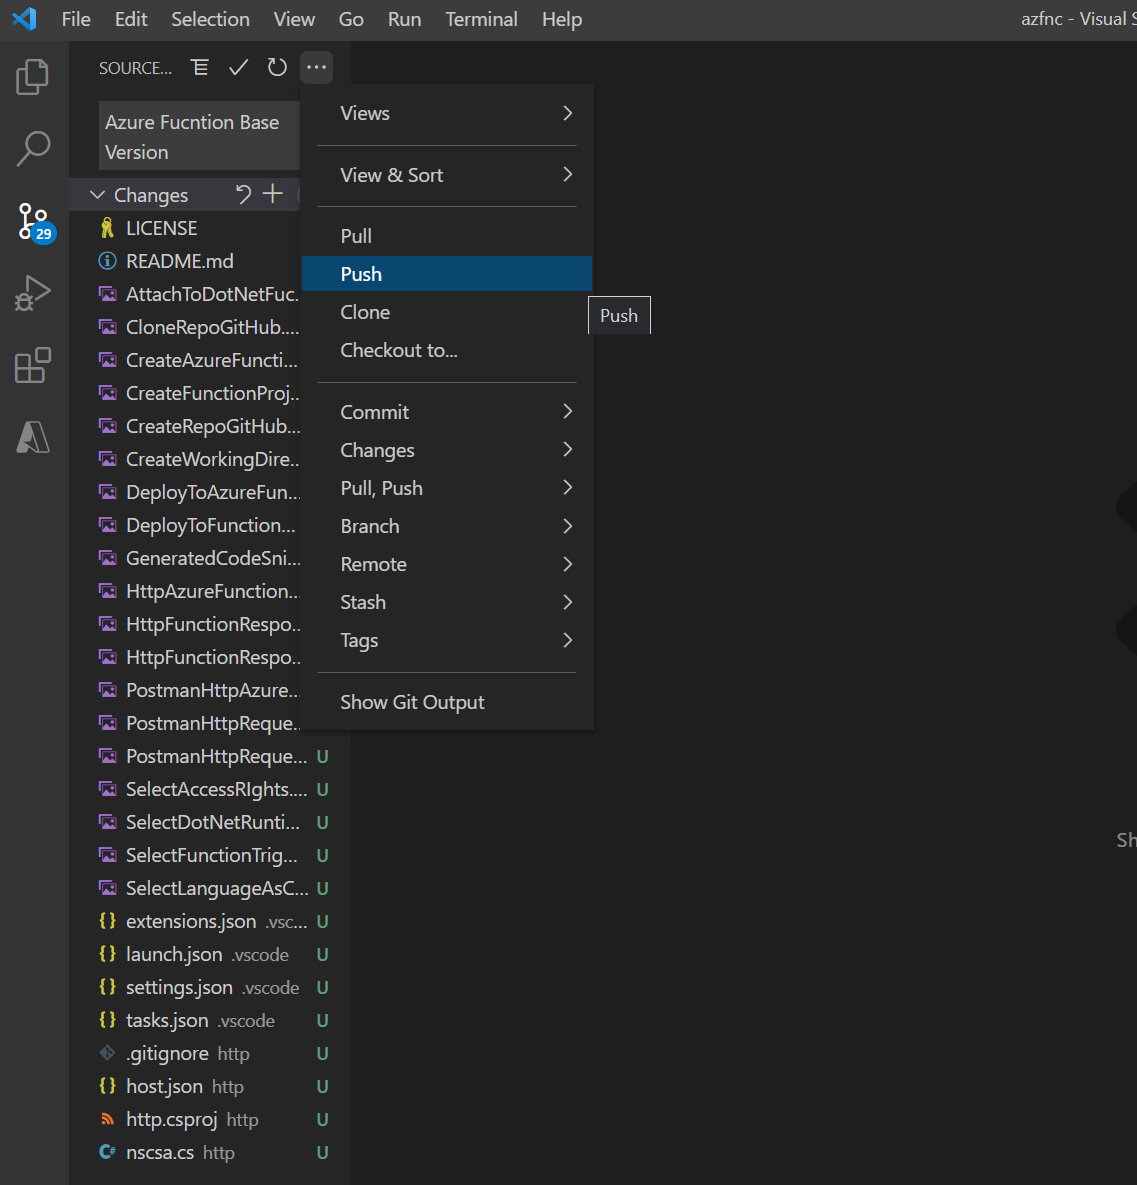 File Edit Selection View Go Run Terminal Help azfnc - Visual S
SOURCE...
Azure Fucntion Base
Version
Changes
29
LICENSE
README.md
AttachToDotNetFuc.
CloneRepoGitHub....
CreateAzureFuncti...
CreateFunctionProj..
CreateRepoGitHub...
CreateWorkingDire..
DeployToAzureFun...
DeployToFunction...
GeneratedCodeSni...
HttpAzureFunction..
HttpFunctionRespo..
HttpFunctionRespo..
PostmanHttpAzure...
PostmanHttpReque..
PostmanHttpReque... U
SelectAccessRIghts.... U
SelectDotNetRunti... U
SelectFunctionTrig... U
SelectLanguageAsC... U
extensions.json .vsc... U
launch.json .vscode U
settings.json .vscode U
tasks.json .vscode U
.gitignore http U
host.json http U
http.csproj http U
nscsa.cs http U
Views
View & Sort
Pull
Push
Clone
Checkout to...
Commit
Changes
Pull, Push
Branch
Remote
Stash
Tags
Show Git Output
Push
Sh